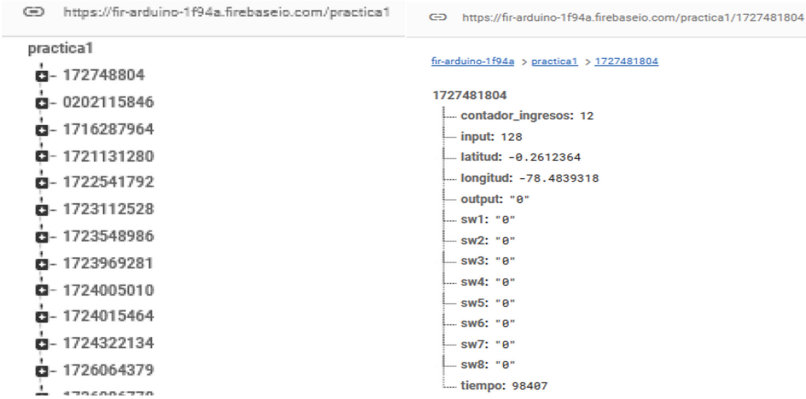 https://fir-arduino-1f94a.firebaseio.com/practica1
practica1
172748804
0202115846
1716287964
1721131280
1722541792
1723112528
1723548986
1723969281
1724005010
1724015464
1724322134
1726064379
https://fir-arduino-1f94a.firebaseio.com/practica1/1727481804
fir-arduino-1f94a > practica1 > 1727481804
1727481804
contador_ingresos: 12
input: 128
latitud: -0.2612364
longitud: -78.4839318
output: "0"
sw1: "0"
sw2: "0"
sw3: "0"
sw4: "0"
sw5: "0"
sw6: "0"
sw7: "0"
sw8: "0"
tiempo: 98407